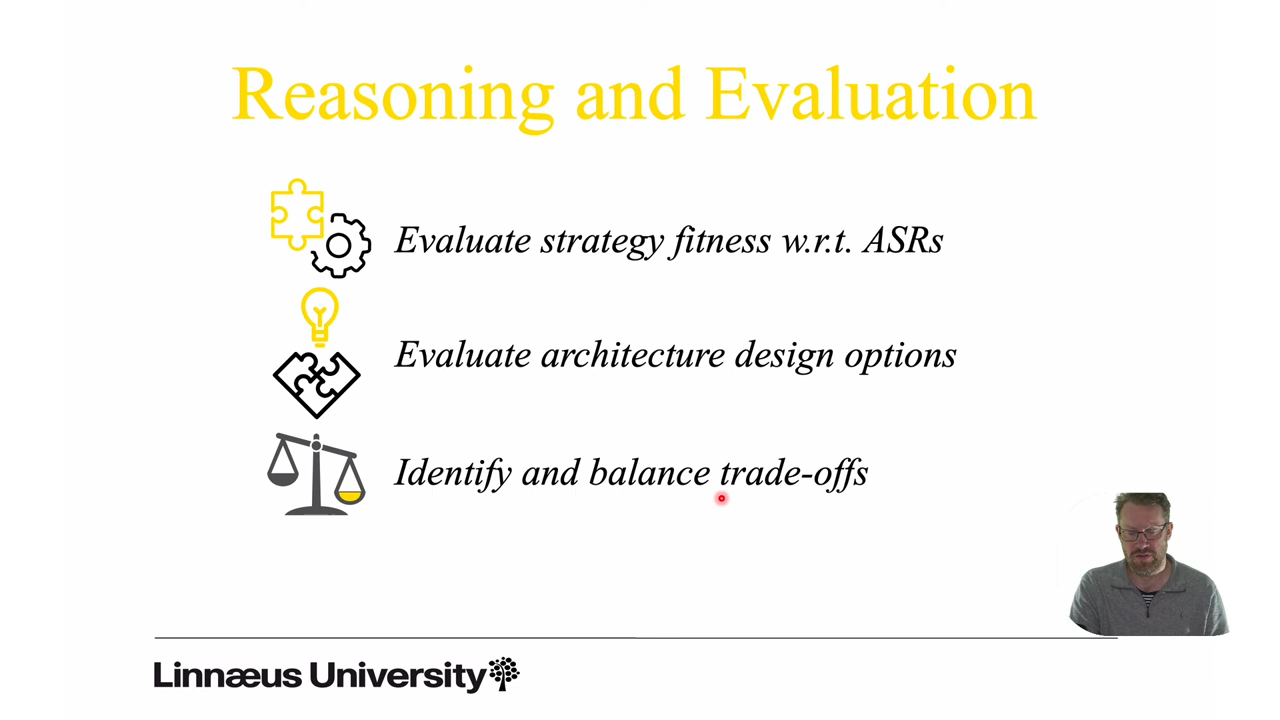 Reasoning and Evaluation
Evaluate strategy fitness w.r.t. ASRs
Evaluate architecture design options
Identify and balance trade-offs
Linnæus University